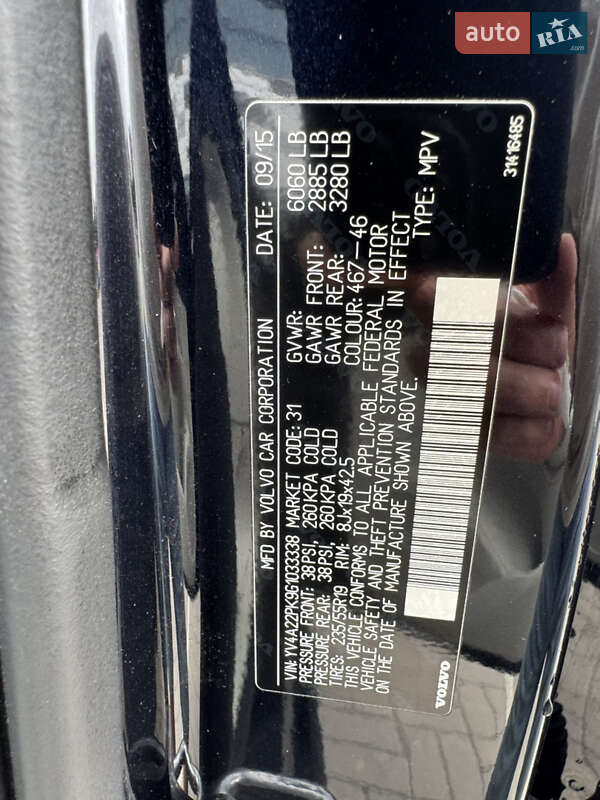 auto RIA.com
MFD BY VOLVO CAR CORPORATION DATE: 09/15
VIN: YV4A22PK9G1033338 MARKET CODE: 31 GVWR: 6060 LB
PRESSURE FRONT: 38PSI, 260KPA COLD GAWR FRONT: 2885 LB
PRESSURE REAR: 38PSI, 260KPA COLD GAWR REAR: 3280 LB
TIRES: 235/55R19 RIM: 8Jx19x42.5 COLOUR: 467—46
THIS VEHICLE CONFORMS TO ALL APPLICABLE FEDERAL MOTOR
VEHICLE SAFETY AND THEFT PREVENTION STANDARDS IN EFFECT
ON THE DATE OF MANUFACTURE SHOWN ABOVE. TYPE: MPV
VOLVO 31416485